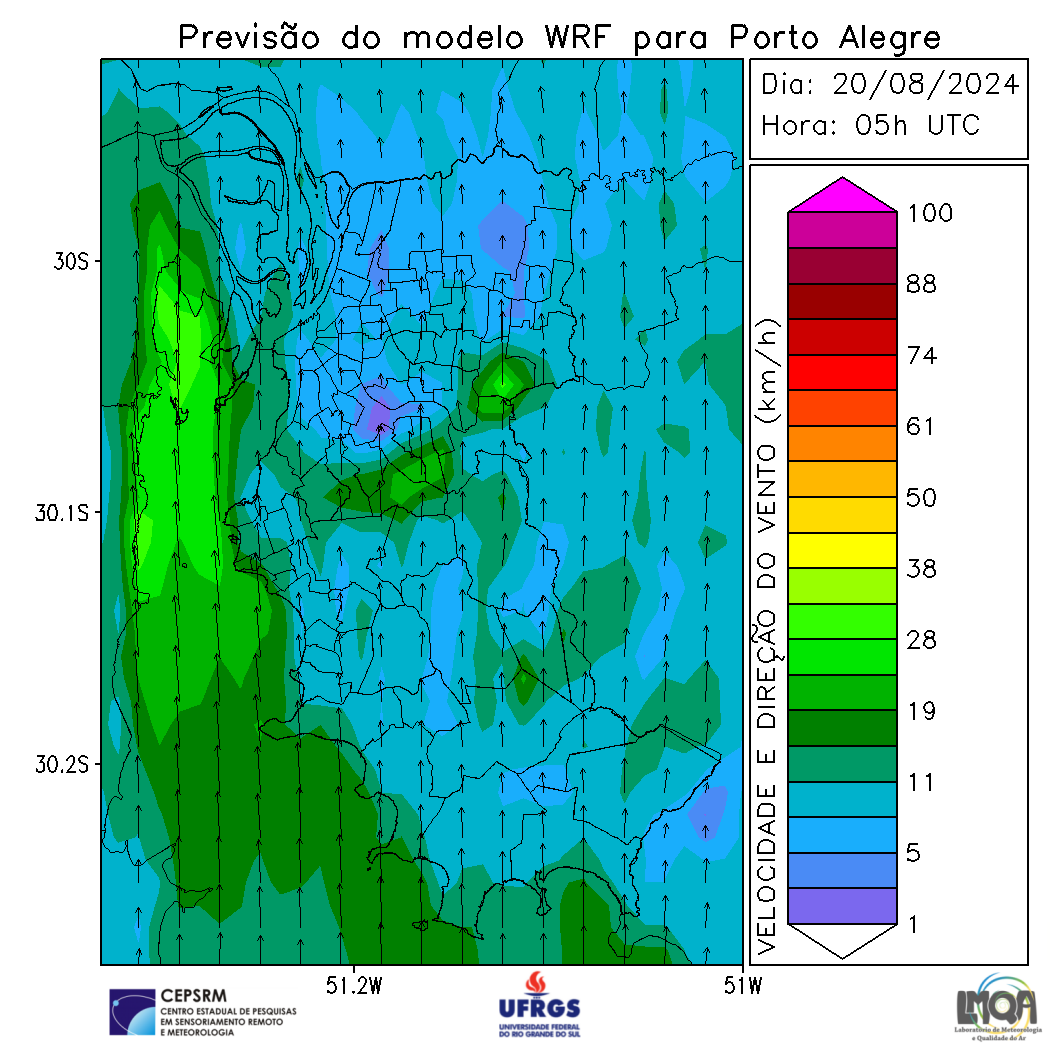 Previsão do modelo WRF para Porto Alegre
Dia: 20/08/2024
Hora: 05h UTC
30S
30.1S
30.2S
51.2W
51W
VELOCIDADE E DIREÇÃO DO VENTO (km/h)
100
88
74
61
50
38
28
19
11
5
1
CEPSRM
CENTRO ESTADUAL DE PESQUISAS
EM SENSORIAMENTO REMOTO
E METEOROLOGIA
UFRGS
UNIVERSIDADE FEDERAL
DO RIO GRANDE DO SUL
LMQA
Laboratório de Meteorologia
e Qualidade do Ar